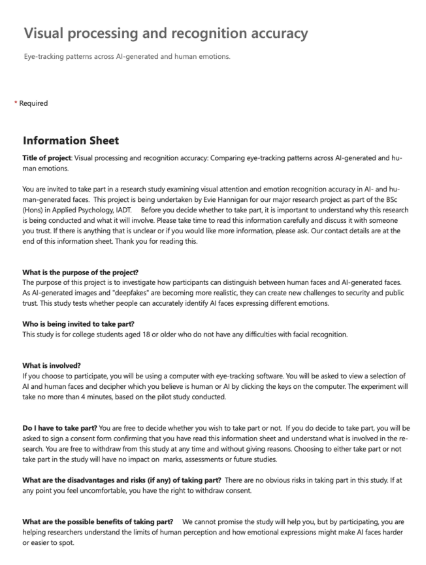 Visual processing and recognition accuracy
Eye-tracking patterns across AI-generated and human emotions.
* Required
Information Sheet
Title of project: Visual processing and recognition accuracy: Comparing eye-tracking patterns across AI-generated and hu-
man emotions.
You are invited to take part in a research study examining visual attention and emotion recognition accuracy in AI- and hu-
man-generated faces. This project is being undertaken by Evie Hannigan for our major research project as part of the BSc
(Hons) in Applied Psychology, IADT. Before you decide whether to take part, it is important to understand why this research
is being conducted and what it will involve. Please take time to read this information carefully and discuss it with someone
you trust. If there is anything that is unclear or if you would like more information, please ask. Our contact details are at the
end of this information sheet. Thank you for reading this.
What is the purpose of the project?
The purpose of this project is to investigate how participants can distinguish between human faces and AI-generated faces.
As AI-generated images and "deepfakes" are becoming more realistic, they can create new challenges to security and public
trust. This study tests whether people can accurately identify AI faces expressing different emotions.
Who is being invited to take part?
This study is for college students aged 18 or older who do not have any difficulties with facial recognition.
What is involved?
If you choose to participate, you will be using a computer with eye-tracking software. You will be asked to view a selection of
AI and human faces and decipher which you believe is human or AI by clicking the keys on the computer. The experiment will
take no more than 4 minutes, based on the pilot study conducted.
Do I have to take part? You are free to decide whether you wish to take part or not. If you do decide to take part, you will be
asked to sign a consent form confirming that you have read this information sheet and understand what is involved in the re-
search. You are free to withdraw from this study at any time and without giving reasons. Choosing to either take part or not
take part in the study will have no impact on marks, assessments or future studies.
What are the disadvantages and risks (if any) of taking part? There are no obvious risks in taking part in this study. If at
any point you feel uncomfortable, you have the right to withdraw consent.
What are the possible benefits of taking part? We cannot promise the study will help you, but by participating, you are
helping researchers understand the limits of human perception and how emotional expressions might make AI faces harder
or easier to spot.